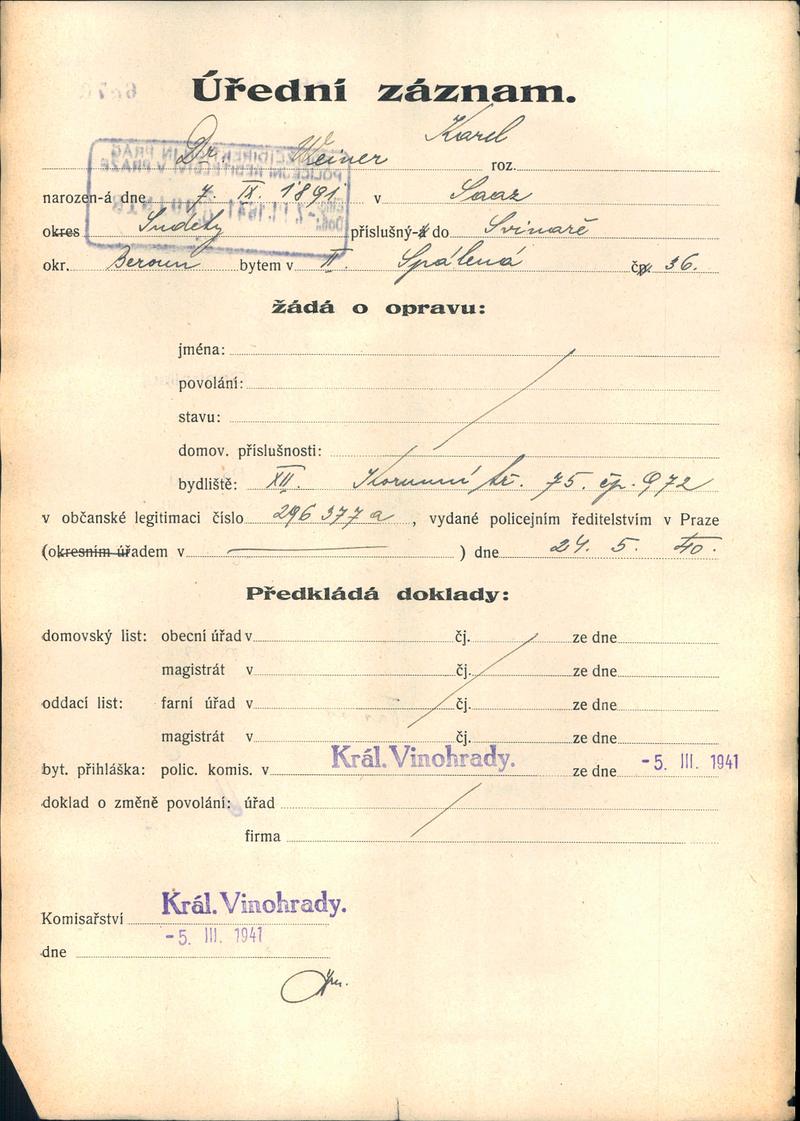 Úřední záznam.
Dr. Weiner Karel roz.
narozen-á dne 7. IX. 1891 v Saaz
okres Sudety příslušný-á do Svinaře
okr. Beroun bytem v II. Spálená čp. 36.
žádá o opravu:
jména:
povolání:
stavu:
domov. příslušnosti:
bydliště: XII. Korunní tř. 75. čp. 972
v občanské legitimaci číslo 296377a, vydané policejním ředitelstvím v Praze
(okresním úřadem v ) dne 24. 5. 40.
Předkládá doklady:
domovský list: obecní úřad v čj. ze dne
magistrát v čj. ze dne
oddací list: farní úřad v čj. ze dne
magistrát v čj. ze dne
byt. přihláška: polic. komis. v Král. Vinohrady. ze dne -5. III. 1941
doklad o změně povolání: úřad
firma
Komisařství Král. Vinohrady.
dne -5. III. 1941